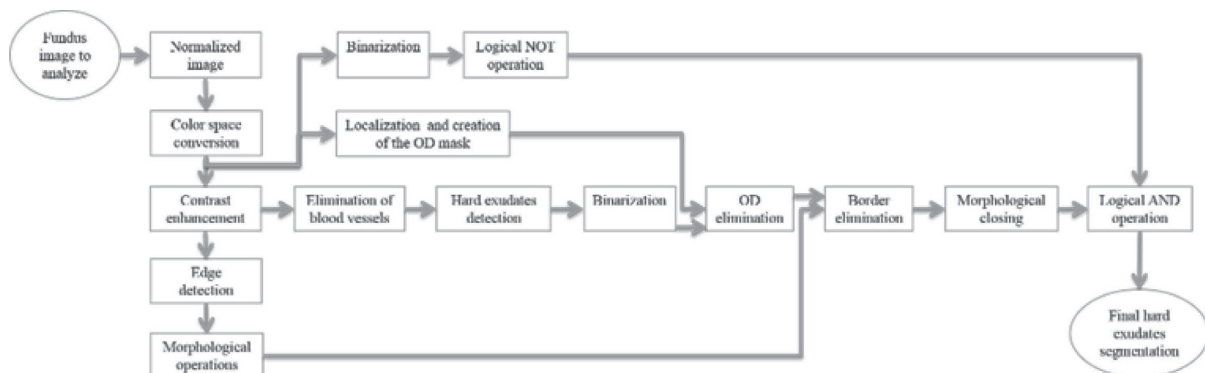 Fundus
image to
analyze
Normalized
image
Binarization
Logical NOT
operation
Color space
conversion
Localization and creation
of the OD mask
Contrast
enhancement
Elimination of
blood vessels
Hard exudates
detection
Binarization
OD
elimination
Border
elimination
Morphological
closing
Logical AND
operation
Edge
detection
Morphological
operations
Final hard
exudates
segmentation